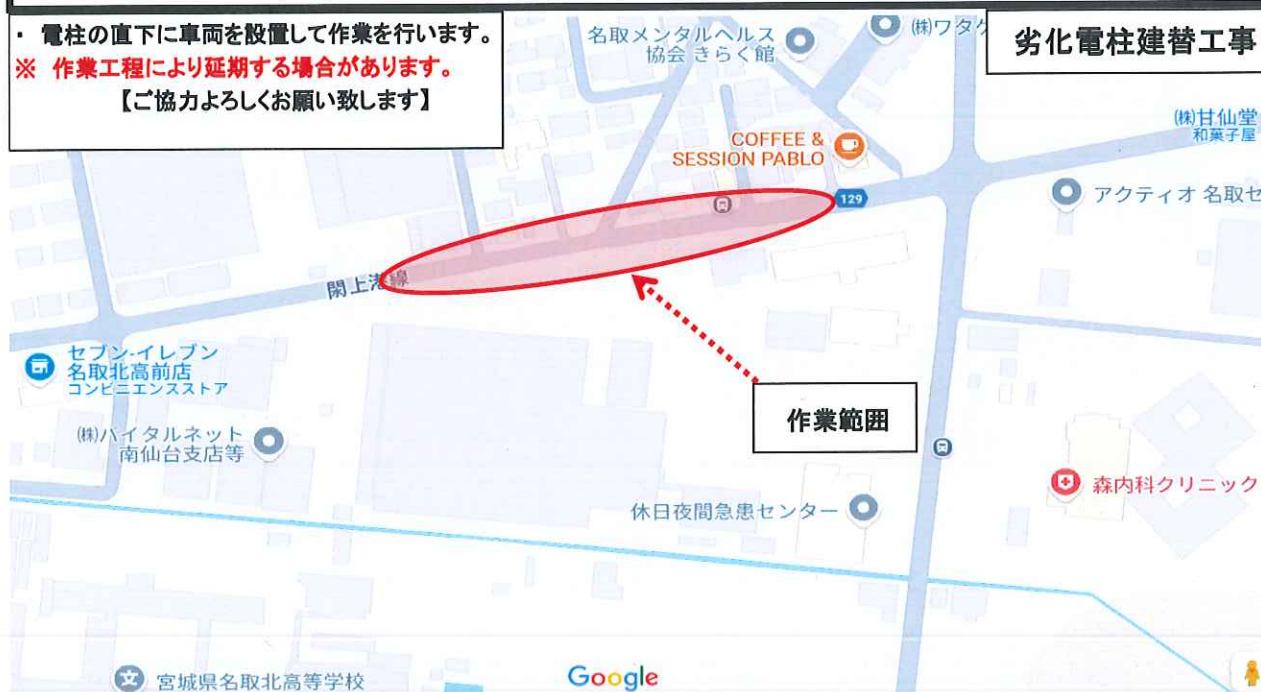 ・ 電柱の直下に車両を設置して作業を行います。
※ 作業工程により延期する場合があります。
【ご協力よろしくお願い致します】
劣化電柱建替工事
名取メンタルヘルス
協会 きらく館
(株)ワタケ
(株)甘仙堂
和菓子屋
COFFEE &
SESSION PABLO
129
アクティオ 名取セ
閖上港線
セブン-イレブン
名取北高前店
コンビニエンスストア
(株)バイタルネット
南仙台支店等
作業範囲
森内科クリニック
休日夜間急患センター
宮城県名取北高等学校
Google